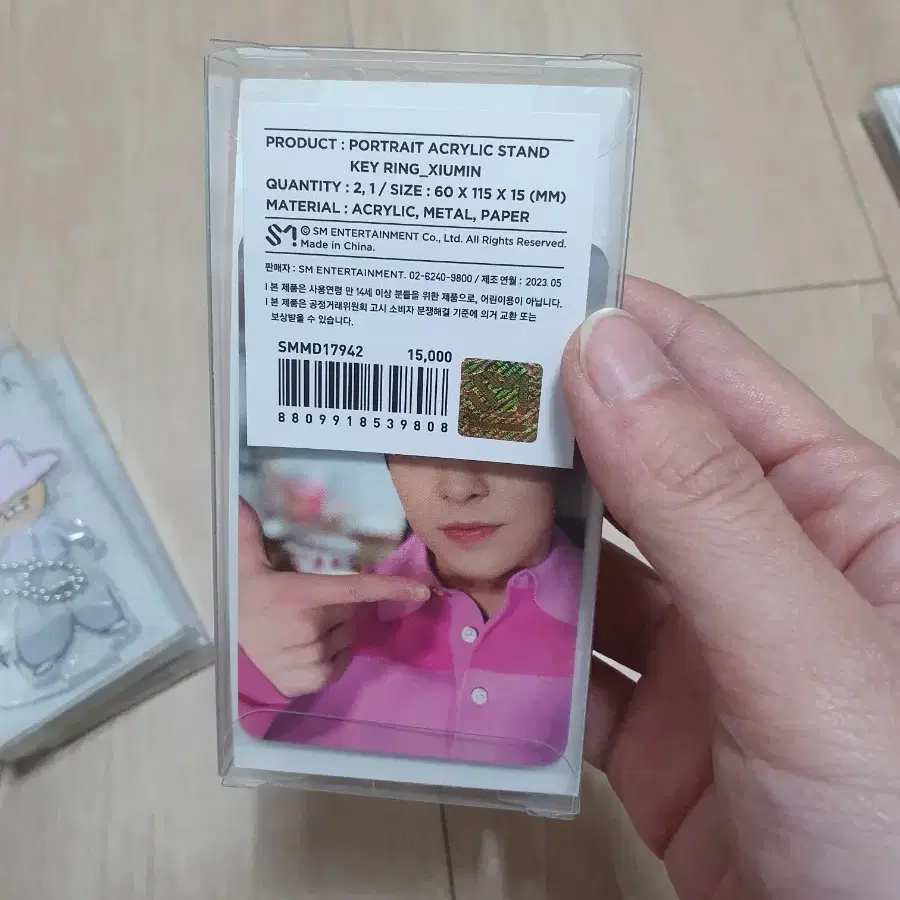 PRODUCT : PORTRAIT ACRYLIC STAND
KEY RING_XIUMIN
QUANTITY : 2, 1 / SIZE : 60 X 115 X 15 (MM)
MATERIAL : ACRYLIC, METAL, PAPER
SM ⓒ SM ENTERTAINMENT Co., Ltd. All Rights Reserved.
Made in China.
판매자 : SM ENTERTAINMENT. 02-6240-9800 / 제조 연월 : 2023. 05
I 본 제품은 사용연령 만 14세 이상 분들을 위한 제품으로, 어린이용이 아닙니다.
I 본 제품은 공정거래위원회 고시 소비자 분쟁해결 기준에 의거 교환 또는
보상받을 수 있습니다.
SMMD17942 15,000
8809918539808